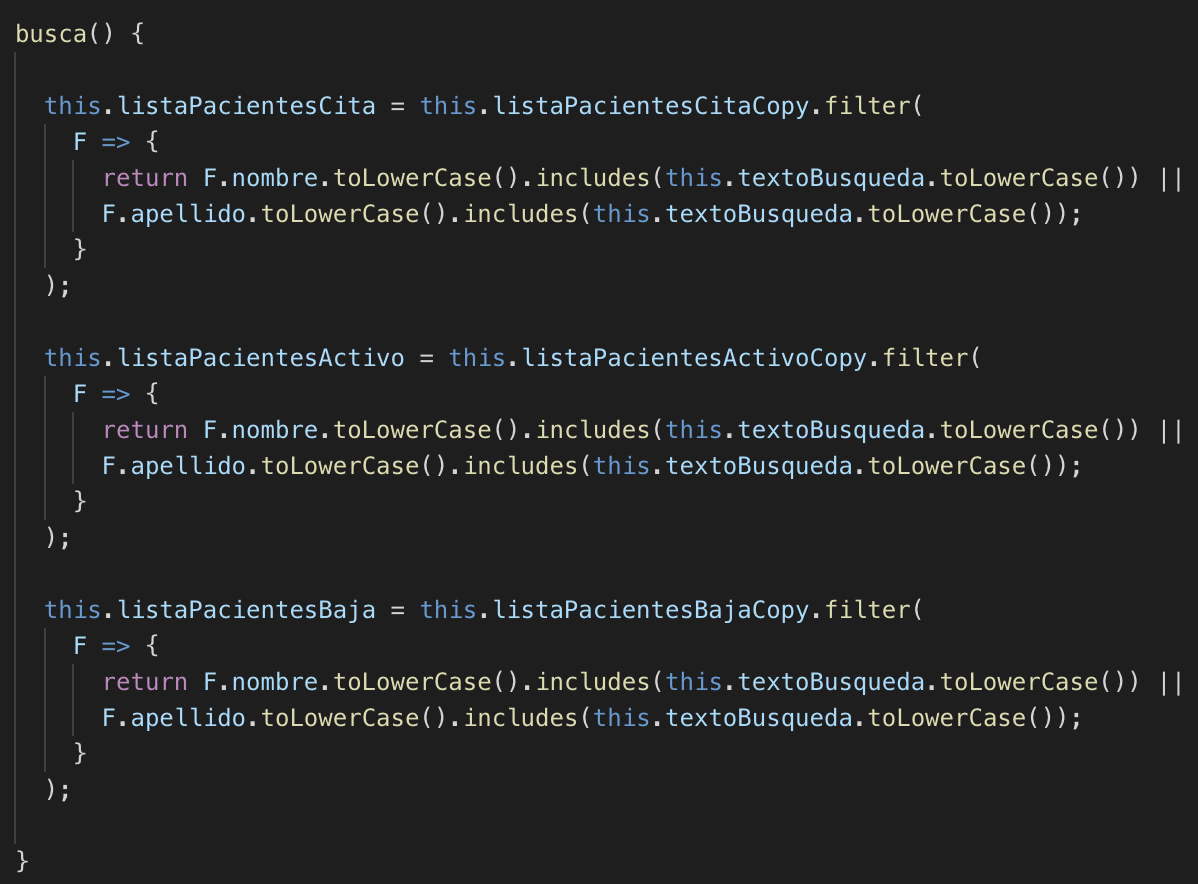 busca() {
this.listaPacientesCita = this.listaPacientesCitaCopy.filter(
F => {
return F.nombre.toLowerCase().includes(this.textoBusqueda.toLowerCase()) ||
F.apellido.toLowerCase().includes(this.textoBusqueda.toLowerCase());
}
);
this.listaPacientesActivo = this.listaPacientesActivoCopy.filter(
F => {
return F.nombre.toLowerCase().includes(this.textoBusqueda.toLowerCase()) ||
F.apellido.toLowerCase().includes(this.textoBusqueda.toLowerCase());
}
);
this.listaPacientesBaja = this.listaPacientesBajaCopy.filter(
F => {
return F.nombre.toLowerCase().includes(this.textoBusqueda.toLowerCase()) ||
F.apellido.toLowerCase().includes(this.textoBusqueda.toLowerCase());
}
);
}